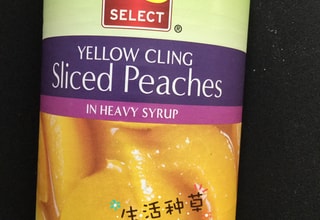 SELECT
®
YELLOW CLING
Sliced Peaches
IN HEAVY SYRUP
生活种草